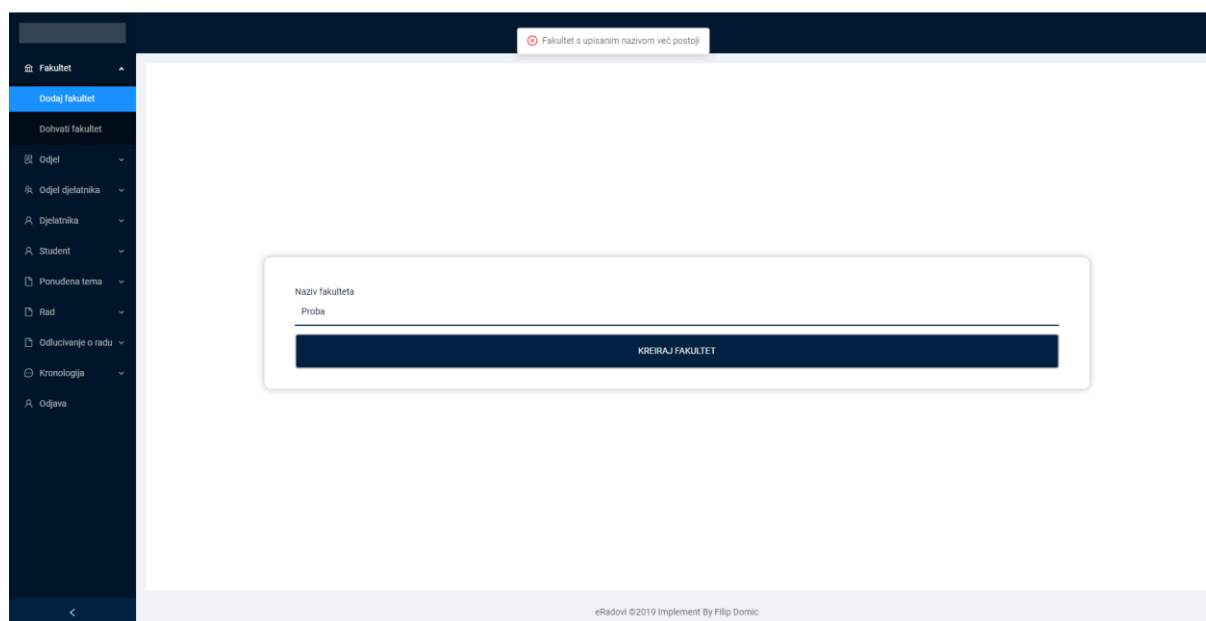 Fakultet s upisanim nazivom već postoji
Fakultet
Dodaj fakultet
Dohvati fakultet
Odjel
Odjel djelatnika
Djelatnika
Student
Ponuđena tema
Rad
Odlucivanje o radu
Kronologija
Odjava
Naziv fakulteta
Proba
KREIRAJ FAKULTET
eRadovi ©2019 Implement By Filip Domic